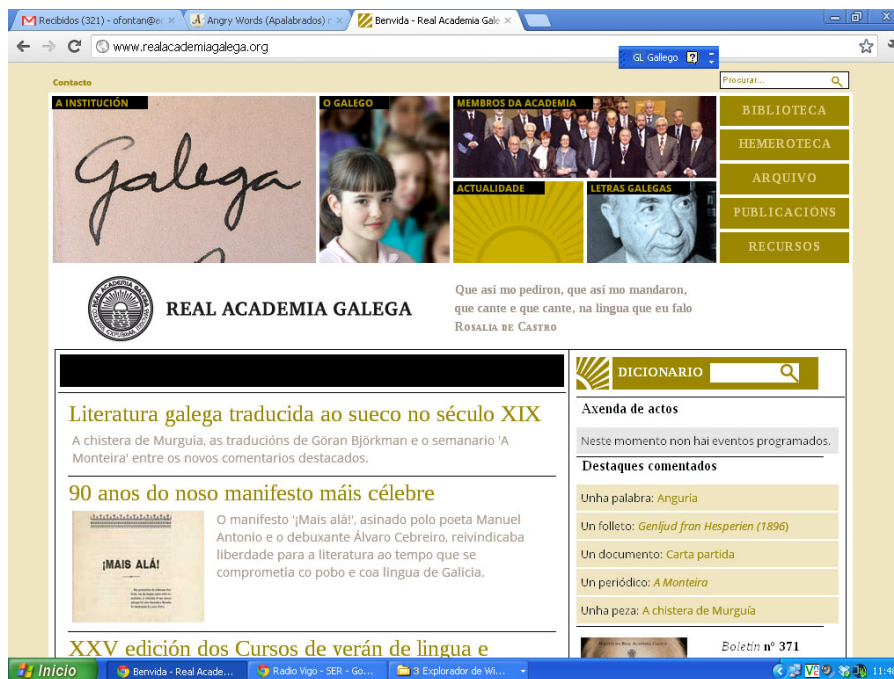 Recibidos (321) - ofontan@ec
Angry Words (Apalabrados) r
Benvida - Real Academia Gale
www.realacademiagalega.org
GL Gallego
Contacto
Procurar...
A INSTITUCIÓN
O GALEGO
MEMBROS DA ACADEMIA
ACTUALIDADE
LETRAS GALEGAS
Galega
BIBLIOTECA
HEMEROTECA
ARQUIVO
PUBLICACIÓNS
RECURSOS
REAL ACADEMIA GALEGA
Que así mo pediron, que así mo mandaron,
que cante e que cante, na lingua que eu falo
ROSALÍA DE CASTRO
Literatura galega traducida ao sueco no século XIX
A chistera de Murguía, as traducións de Göran Björkman e o semanario 'A
Monteira' entre os novos comentarios destacados.
90 anos do noso manifesto máis célebre
¡MAIS ALÁ!
O manifesto '¡Mais alá!', asinado polo poeta Manuel
Antonio e o debuxante Álvaro Cebreiro, reivindicaba
liberdade para a literatura ao tempo que se
comprometía co pobo e coa lingua de Galicia.
XXV edición dos Cursos de verán de lingua e
DICIONARIO
Axenda de actos
Neste momento non hai eventos programados.
Destaques comentados
Unha palabra: Anguria
Un folleto: Genljud fran Hesperien (1896)
Un documento: Carta partida
Un periódico: A Monteira
Unha peza: A chistera de Murguía
Boletín nº 371
Inicio
Benvida - Real Acade...
Radio Vigo - SER - Go...
3 Explorador de Wi...